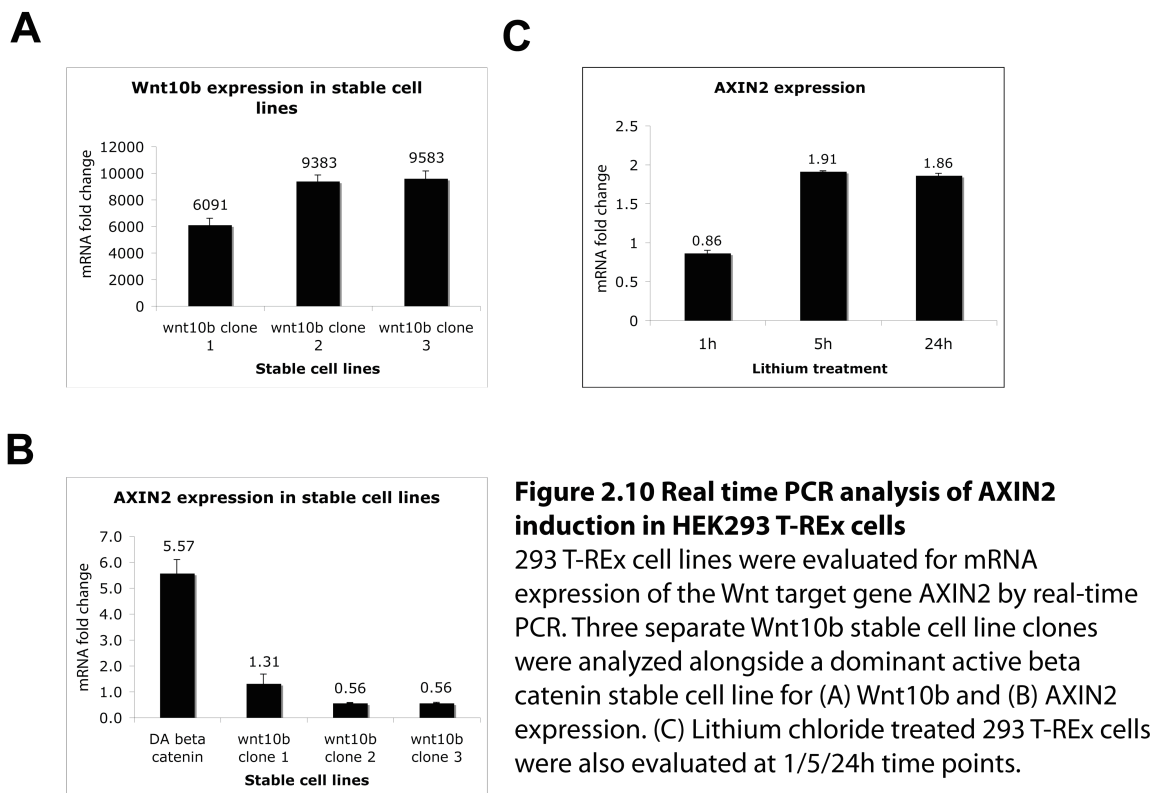 A
Wnt10b expression in stable cell
lines
mRNA fold change
12000
10000
8000
6000
4000
2000
0
6091
9383
9583
wnt10b clone
1
wnt10b clone
2
wnt10b clone
3
Stable cell lines
C
AXIN2 expression
mRNA fold change
2.5
2
1.5
1
0.5
0
0.86
1.91
1.86
1h
5h
24h
Lithium treatment
B
AXIN2 expression in stable cell lines
mRNA fold change
7.0
6.0
5.0
4.0
3.0
2.0
1.0
0.0
5.57
1.31
0.56
0.56
DA beta
catenin
wnt10b
clone 1
wnt10b
clone 2
wnt10b
clone 3
Stable cell lines
Figure 2.10 Real time PCR analysis of AXIN2
induction in HEK293 T-REx cells
293 T-REx cell lines were evaluated for mRNA
expression of the Wnt target gene AXIN2 by real-time
PCR. Three separate Wnt10b stable cell line clones
were analyzed alongside a dominant active beta
catenin stable cell line for (A) Wnt10b and (B) AXIN2
expression. (C) Lithium chloride treated 293 T-REx cells
were also evaluated at 1/5/24h time points.